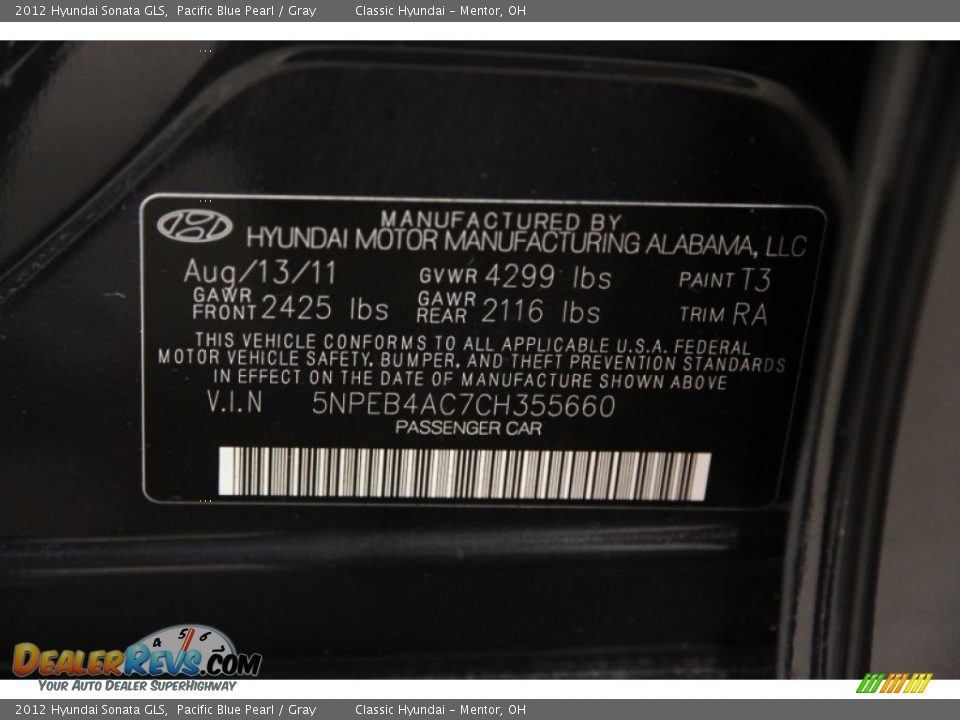 2012 Hyundai Sonata GLS,  Pacific Blue Pearl / Gray          Classic Hyundai – Mentor, OH
MANUFACTURED BY
HYUNDAI MOTOR MANUFACTURING ALABAMA, LLC
Aug/13/11 GVWR 4299 lbs PAINT T3
GAWR FRONT 2425 lbs GAWR REAR 2116 lbs TRIM RA
THIS VEHICLE CONFORMS TO ALL APPLICABLE U.S.A. FEDERAL
MOTOR VEHICLE SAFETY, BUMPER, AND THEFT PREVENTION STANDARDS
IN EFFECT ON THE DATE OF MANUFACTURE SHOWN ABOVE
V.I.N 5NPEB4AC7CH355660
PASSENGER CAR
4 5 6
DEALERREVS.COM
YOUR AUTO DEALER SUPERHIGHWAY
2012 Hyundai Sonata GLS,  Pacific Blue Pearl / Gray          Classic Hyundai – Mentor, OH